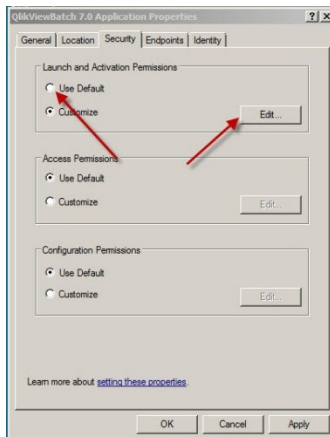 QlikViewBatch 7.0 Application Properties
General Location Security Endpoints Identity
Launch and Activation Permissions
Use Default
Customize Edit...
Access Permissions
Use Default
Customize Edit...
Configuration Permissions
Use Default
Customize Edit...
Learn more about setting these properties.
OK Cancel Apply